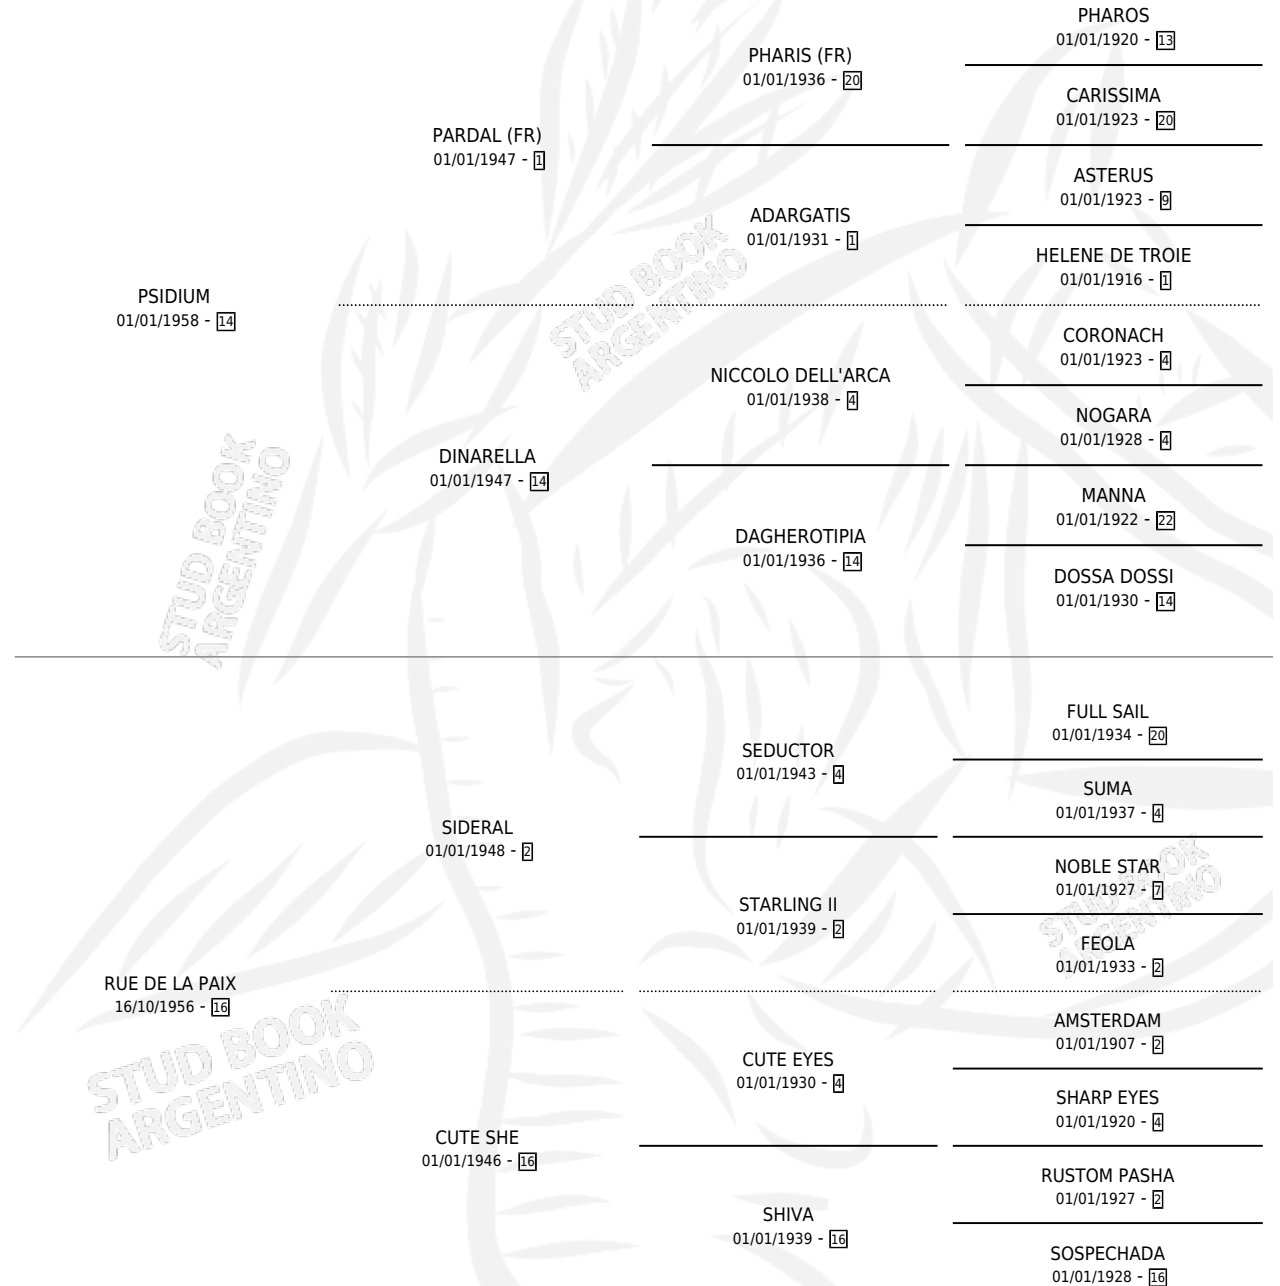 PHAROS
01/01/1920 - 13
PHARIS (FR)
01/01/1936 - 20
CARISSIMA
01/01/1923 - 20
PARDAL (FR)
01/01/1947 - 1
ASTERUS
01/01/1923 - 9
ADARGATIS
01/01/1931 - 1
HELENE DE TROIE
01/01/1916 - 1
PSIDIUM
01/01/1958 - 14
CORONACH
01/01/1923 - 4
NICCOLO DELL'ARCA
01/01/1938 - 4
NOGARA
01/01/1928 - 4
DINARELLA
01/01/1947 - 14
MANNA
01/01/1922 - 22
DAGHEROTIPIA
01/01/1936 - 14
DOSSA DOSSI
01/01/1930 - 14
STUD BOOK
ARGENTINO
STUD BOOK
ARGENTINO
FULL SAIL
01/01/1934 - 20
SEDUCTOR
01/01/1943 - 4
SUMA
01/01/1937 - 4
SIDERAL
01/01/1948 - 2
NOBLE STAR
01/01/1927 - 7
STARLING II
01/01/1939 - 2
FEOLA
01/01/1933 - 2
RUE DE LA PAIX
16/10/1956 - 16
AMSTERDAM
01/01/1907 - 2
CUTE EYES
01/01/1930 - 4
SHARP EYES
01/01/1920 - 4
CUTE SHE
01/01/1946 - 16
RUSTOM PASHA
01/01/1927 - 2
SHIVA
01/01/1939 - 16
SOSPECHADA
01/01/1928 - 16
STUD BOOK
ARGENTINO
STUD BOOK
ARGENTINO